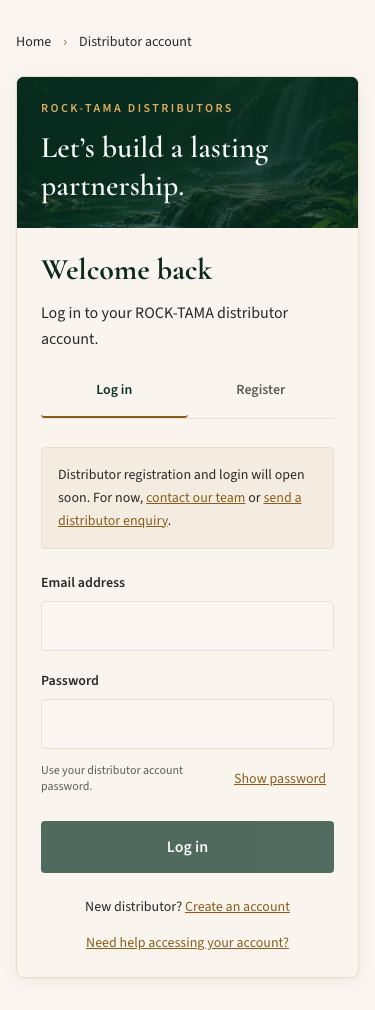 Home › Distributor account
ROCK-TAMA DISTRIBUTORS
Let’s build a lasting
partnership.
Welcome back
Log in to your ROCK-TAMA distributor
account.
Log in Register
Distributor registration and login will open
soon. For now, contact our team or send a
distributor enquiry.
Email address
Password
Use your distributor account
password.
Show password
Log in
New distributor? Create an account
Need help accessing your account?